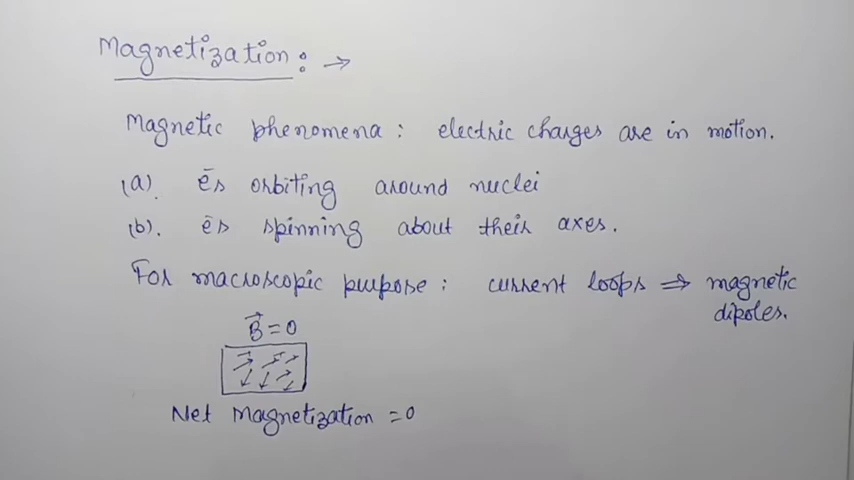 Magnetization : →
Magnetic phenomena : electric charges are in motion.
(a) ēs orbiting around nuclei
(b). ēs spinning about their axes.
For macroscopic purpose : current loops ⇒ magnetic
dipoles.
B⃗ = 0
Net Magnetization = 0